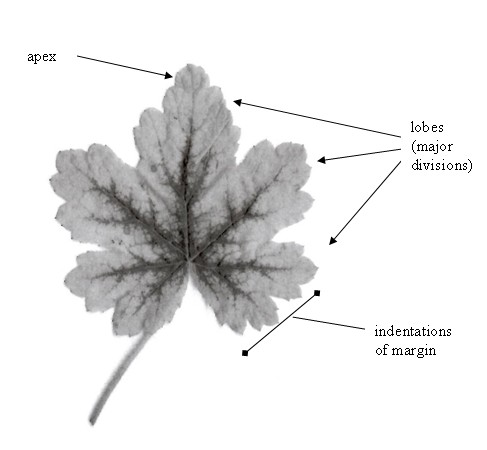 apex
lobes
(major
divisions)
indentations
of margin